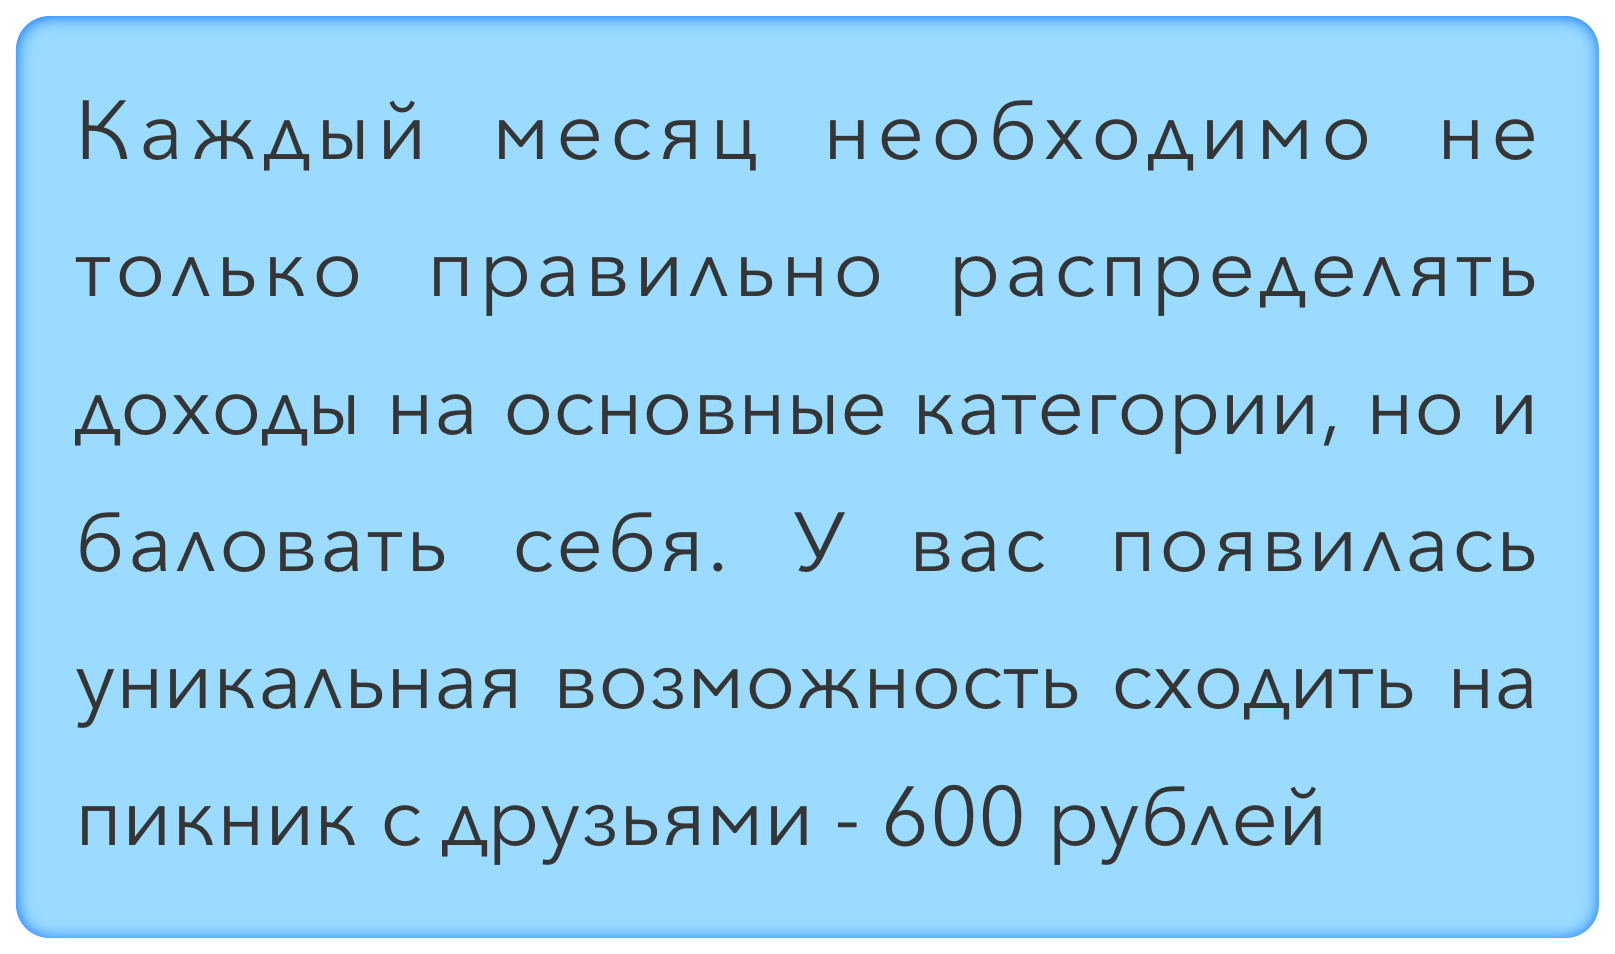 Каждый месяц необходимо не
только правильно распределять
доходы на основные категории, но и
баловать себя. У вас появилась
уникальная возможность сходить на
пикник с друзьями - 600 рублей